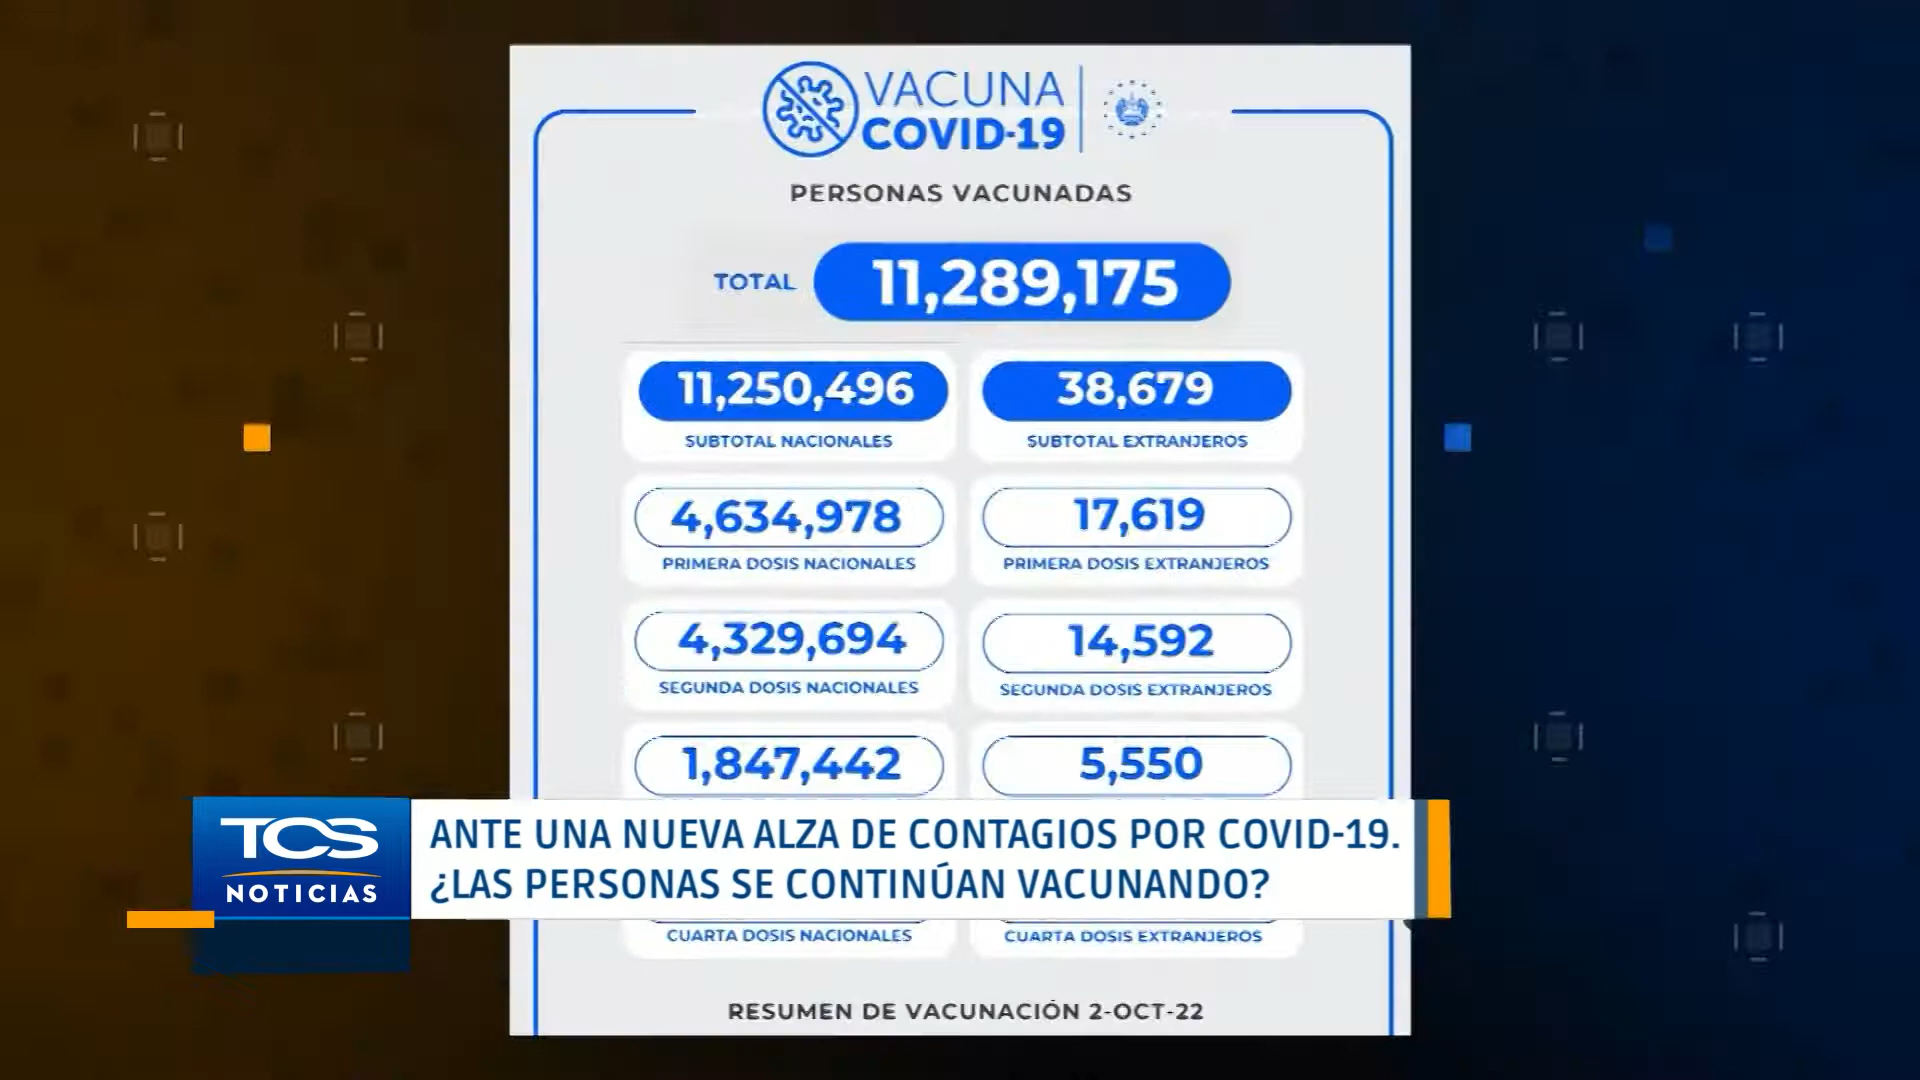 VACUNA
COVID-19
PERSONAS VACUNADAS
TOTAL 11,289,175
11,250,496 38,679
SUBTOTAL NACIONALES SUBTOTAL EXTRANJEROS
4,634,978 17,619
PRIMERA DOSIS NACIONALES PRIMERA DOSIS EXTRANJEROS
4,329,694 14,592
SEGUNDA DOSIS NACIONALES SEGUNDA DOSIS EXTRANJEROS
1,847,442 5,550
TCS
NOTICIAS
ANTE UNA NUEVA ALZA DE CONTAGIOS POR COVID-19.
¿LAS PERSONAS SE CONTINÚAN VACUNANDO?
CUARTA DOSIS NACIONALES CUARTA DOSIS EXTRANJEROS
RESUMEN DE VACUNACIÓN 2-OCT-22